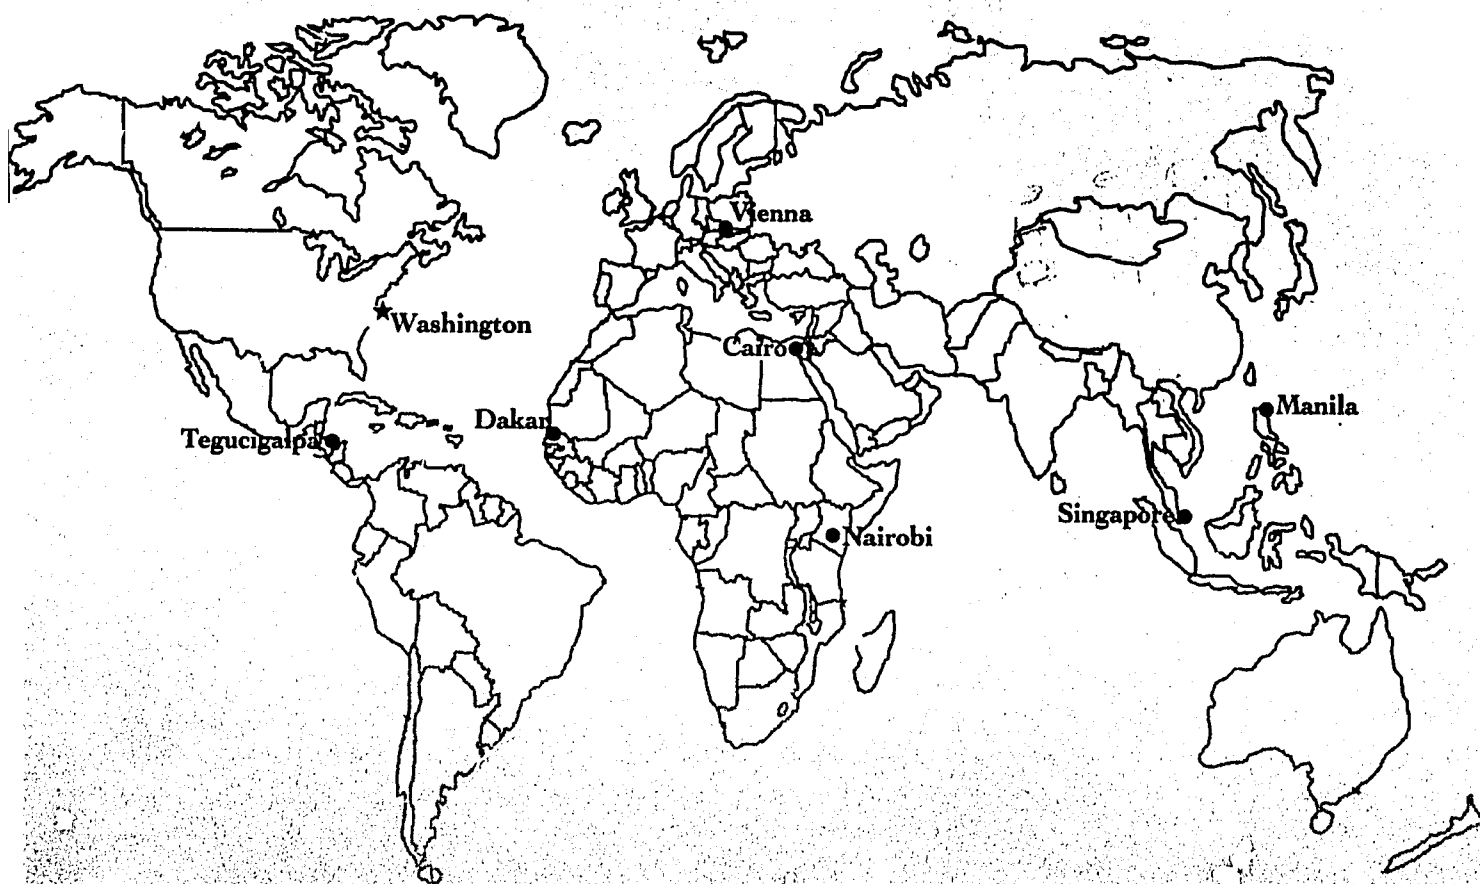 Vienna
Washington
Cairo
Dakar
Manila
Tegucigalpa
Singapore
Nairobi